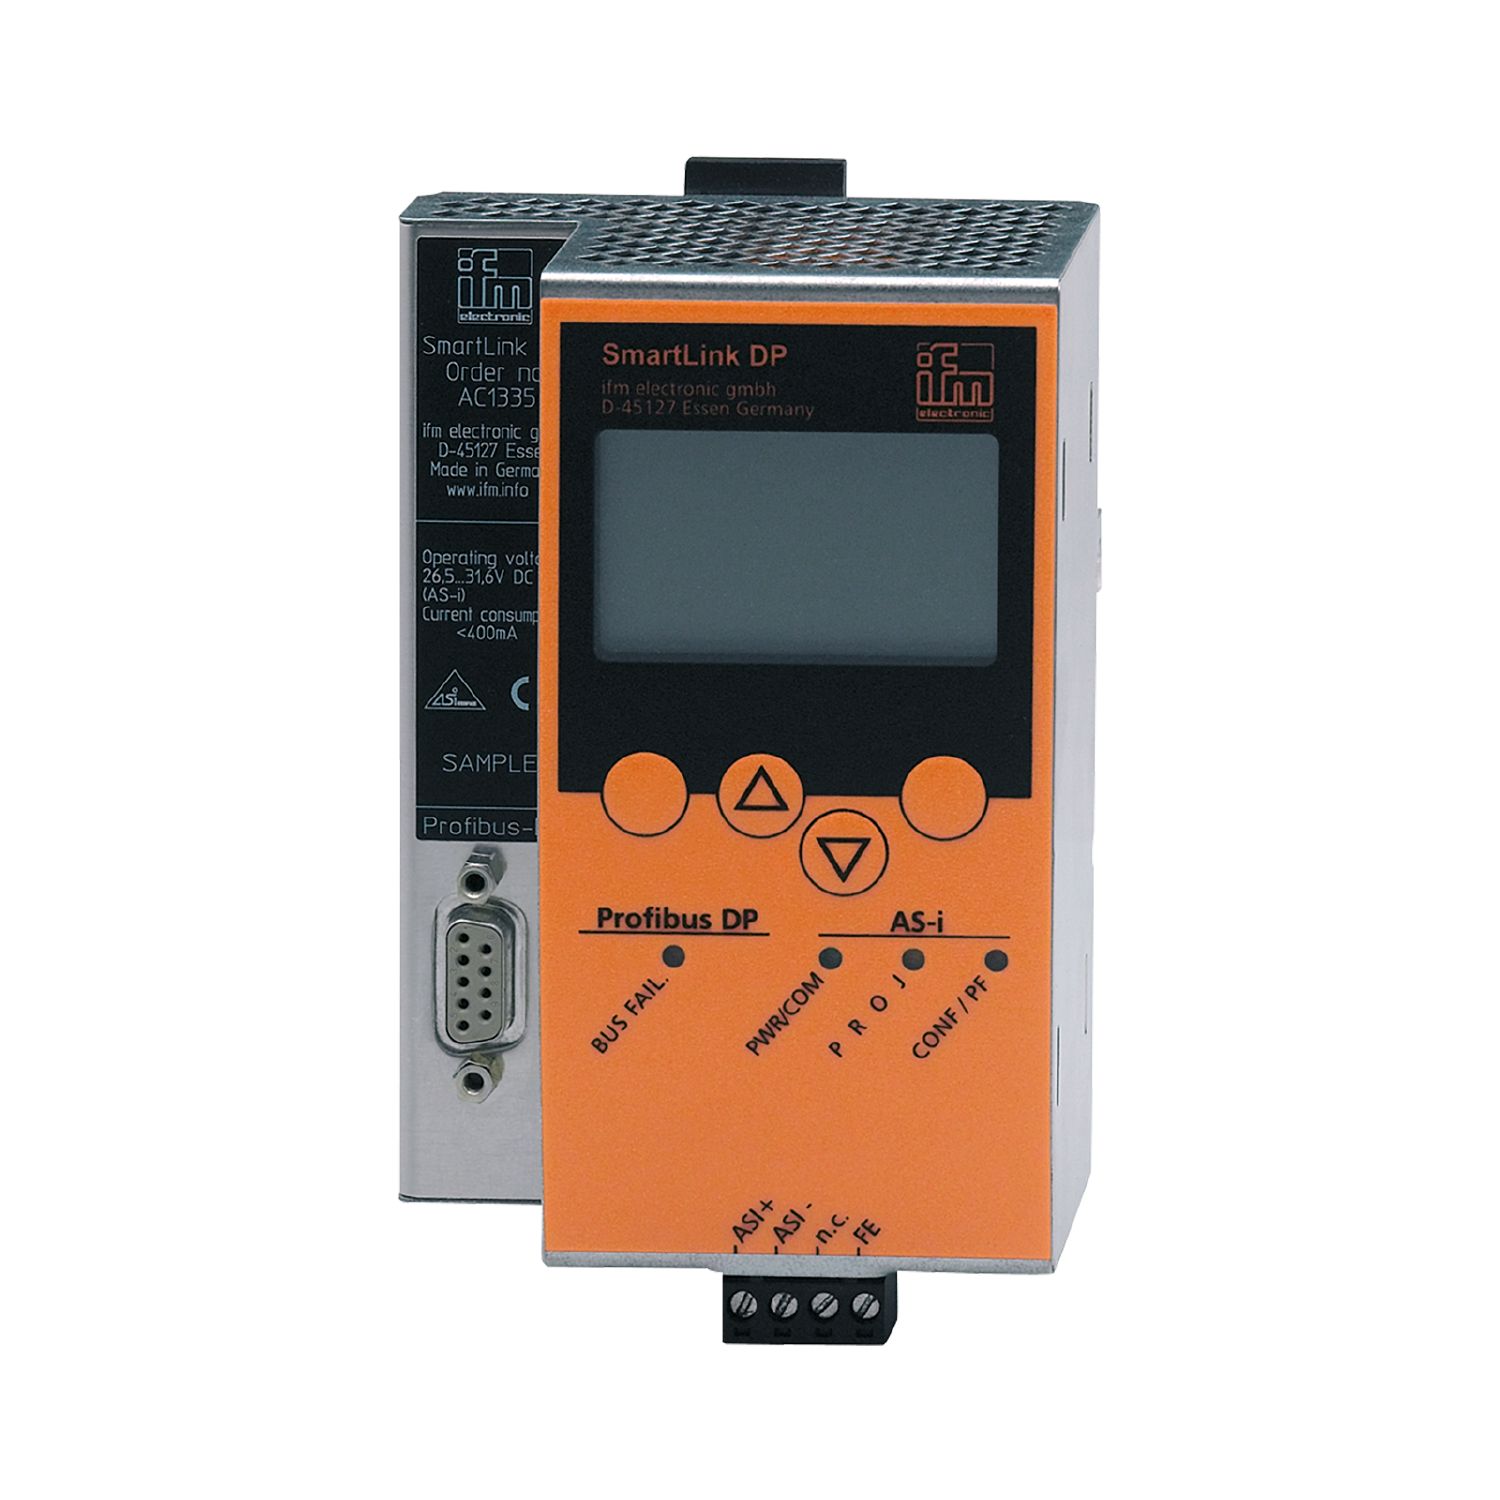 ifm
electronic
SmartLink
Order no
AC1335
ifm electronic g
D-45127 Esse
Made in Germa
www.ifm.info
Operating volta
26,5...31,6V DC
(AS-i)
Current consump
<400mA
ASi
SAMPLE
Profibus-
SmartLink DP
ifm electronic gmbh
D-45127 Essen Germany
ifm
electronic
Profibus DP
AS-i
BUS FAIL.
PWR/COM
PROJ
CONF / PF
ASI+
ASI -
n.c.
FE